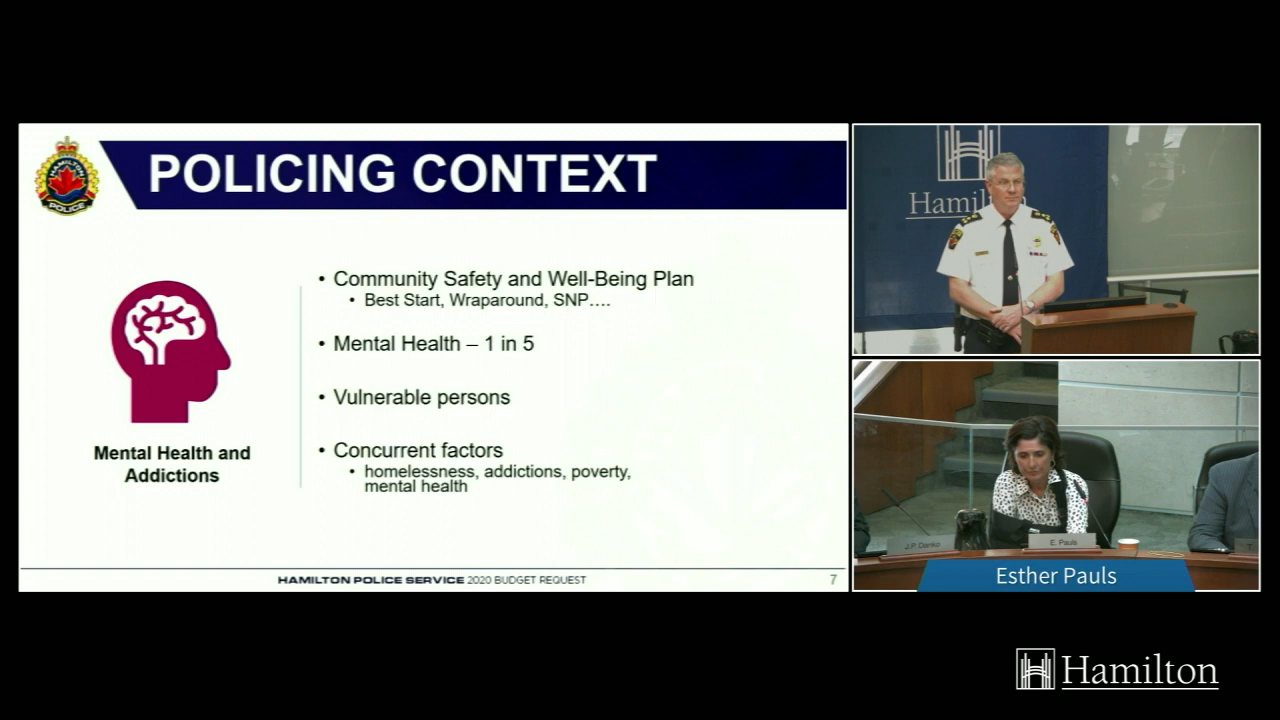 HAMILTON
POLICE
POLICING CONTEXT
• Community Safety and Well-Being Plan
• Best Start, Wraparound, SNP....
• Mental Health – 1 in 5
• Vulnerable persons
• Concurrent factors
• homelessness, addictions, poverty,
mental health
Mental Health and
Addictions
HAMILTON POLICE SERVICE 2020 BUDGET REQUEST
7
Hamilton
J.P. Danko
E. Pauls
T.
Esther Pauls
Hamilton